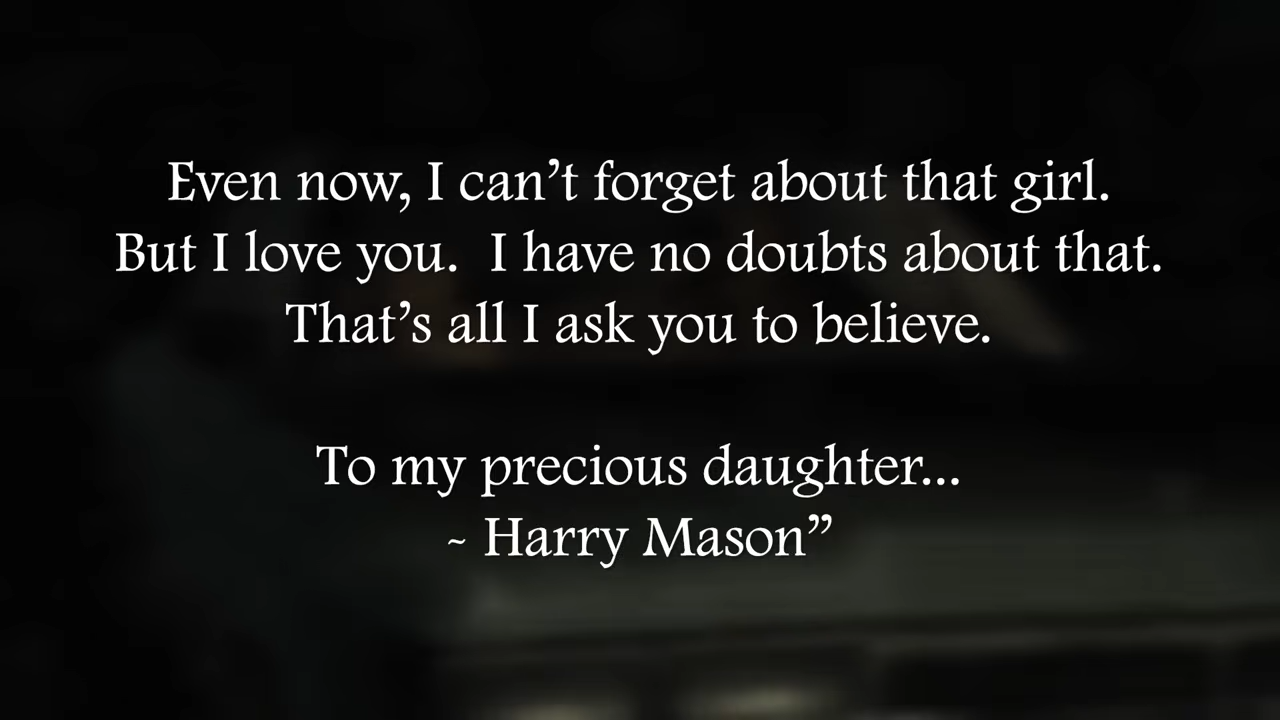 Even now, I can’t forget about that girl.
But I love you.  I have no doubts about that.
That’s all I ask you to believe.
To my precious daughter...
~ Harry Mason”